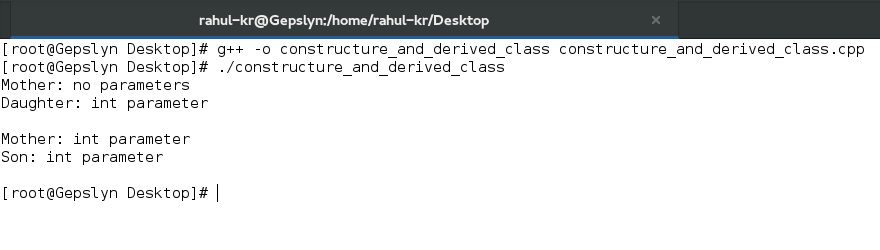 rahul-kr@Gepslyn:/home/rahul-kr/Desktop ×
[root@Gepslyn Desktop]# g++ -o constructure_and_derived_class constructure_and_derived_class.cpp
[root@Gepslyn Desktop]# ./constructure_and_derived_class
Mother: no parameters
Daughter: int parameter
Mother: int parameter
Son: int parameter
[root@Gepslyn Desktop]#